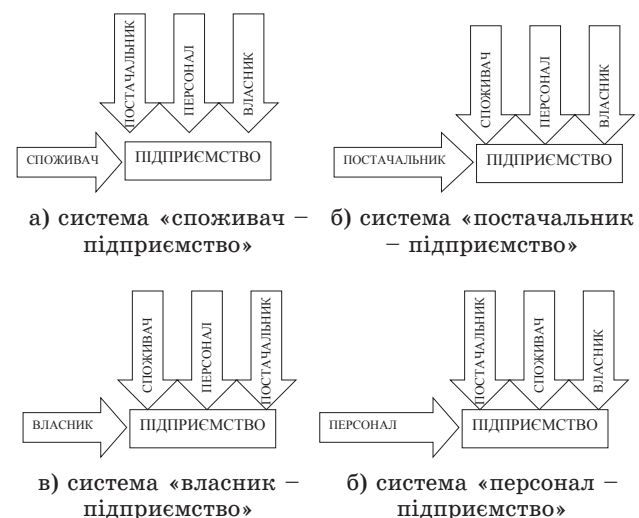 ПОСТАЧАЛЬНИК
ПЕРСОНАЛ
ВЛАСНИК
СПОЖИВАЧ
ПІДПРИЄМСТВО
а) система «споживач –
підприємство»
СПОЖИВАЧ
ПЕРСОНАЛ
ВЛАСНИК
ПОСТАЧАЛЬНИК
ПІДПРИЄМСТВО
б) система «постачальник
– підприємство»
СПОЖИВАЧ
ПЕРСОНАЛ
ПОСТАЧАЛЬНИК
ВЛАСНИК
ПІДПРИЄМСТВО
в) система «власник –
підприємство»
ПОСТАЧАЛЬНИК
СПОЖИВАЧ
ВЛАСНИК
ПЕРСОНАЛ
ПІДПРИЄМСТВО
б) система «персонал –
підприємство»